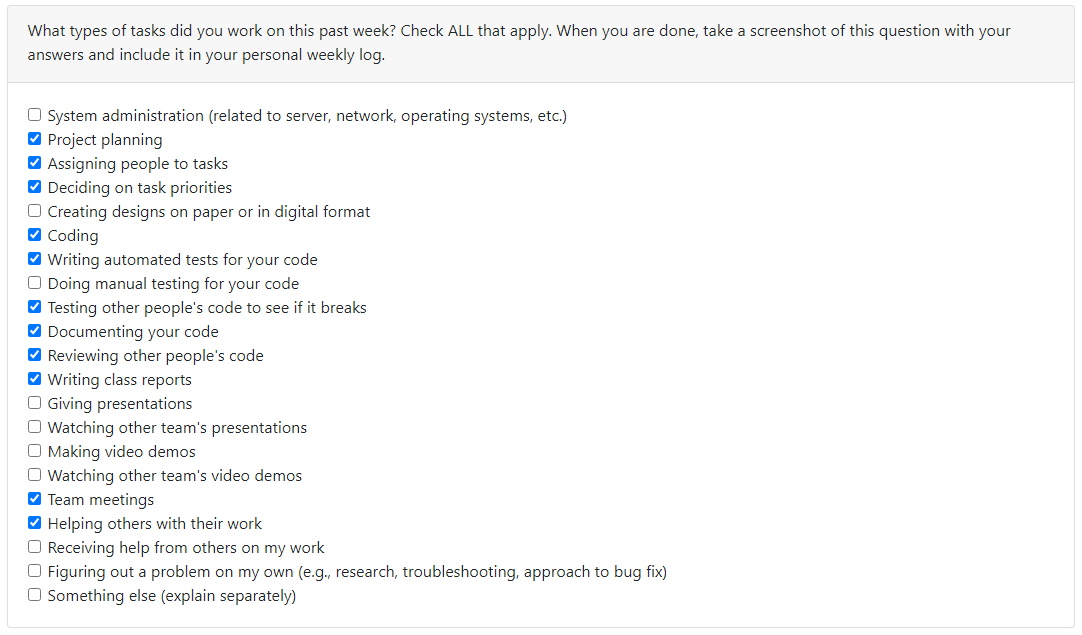 What types of tasks did you work on this past week? Check ALL that apply. When you are done, take a screenshot of this question with your
answers and include it in your personal weekly log.
System administration (related to server, network, operating systems, etc.)
Project planning
Assigning people to tasks
Deciding on task priorities
Creating designs on paper or in digital format
Coding
Writing automated tests for your code
Doing manual testing for your code
Testing other people's code to see if it breaks
Documenting your code
Reviewing other people's code
Writing class reports
Giving presentations
Watching other team's presentations
Making video demos
Watching other team's video demos
Team meetings
Helping others with their work
Receiving help from others on my work
Figuring out a problem on my own (e.g., research, troubleshooting, approach to bug fix)
Something else (explain separately)